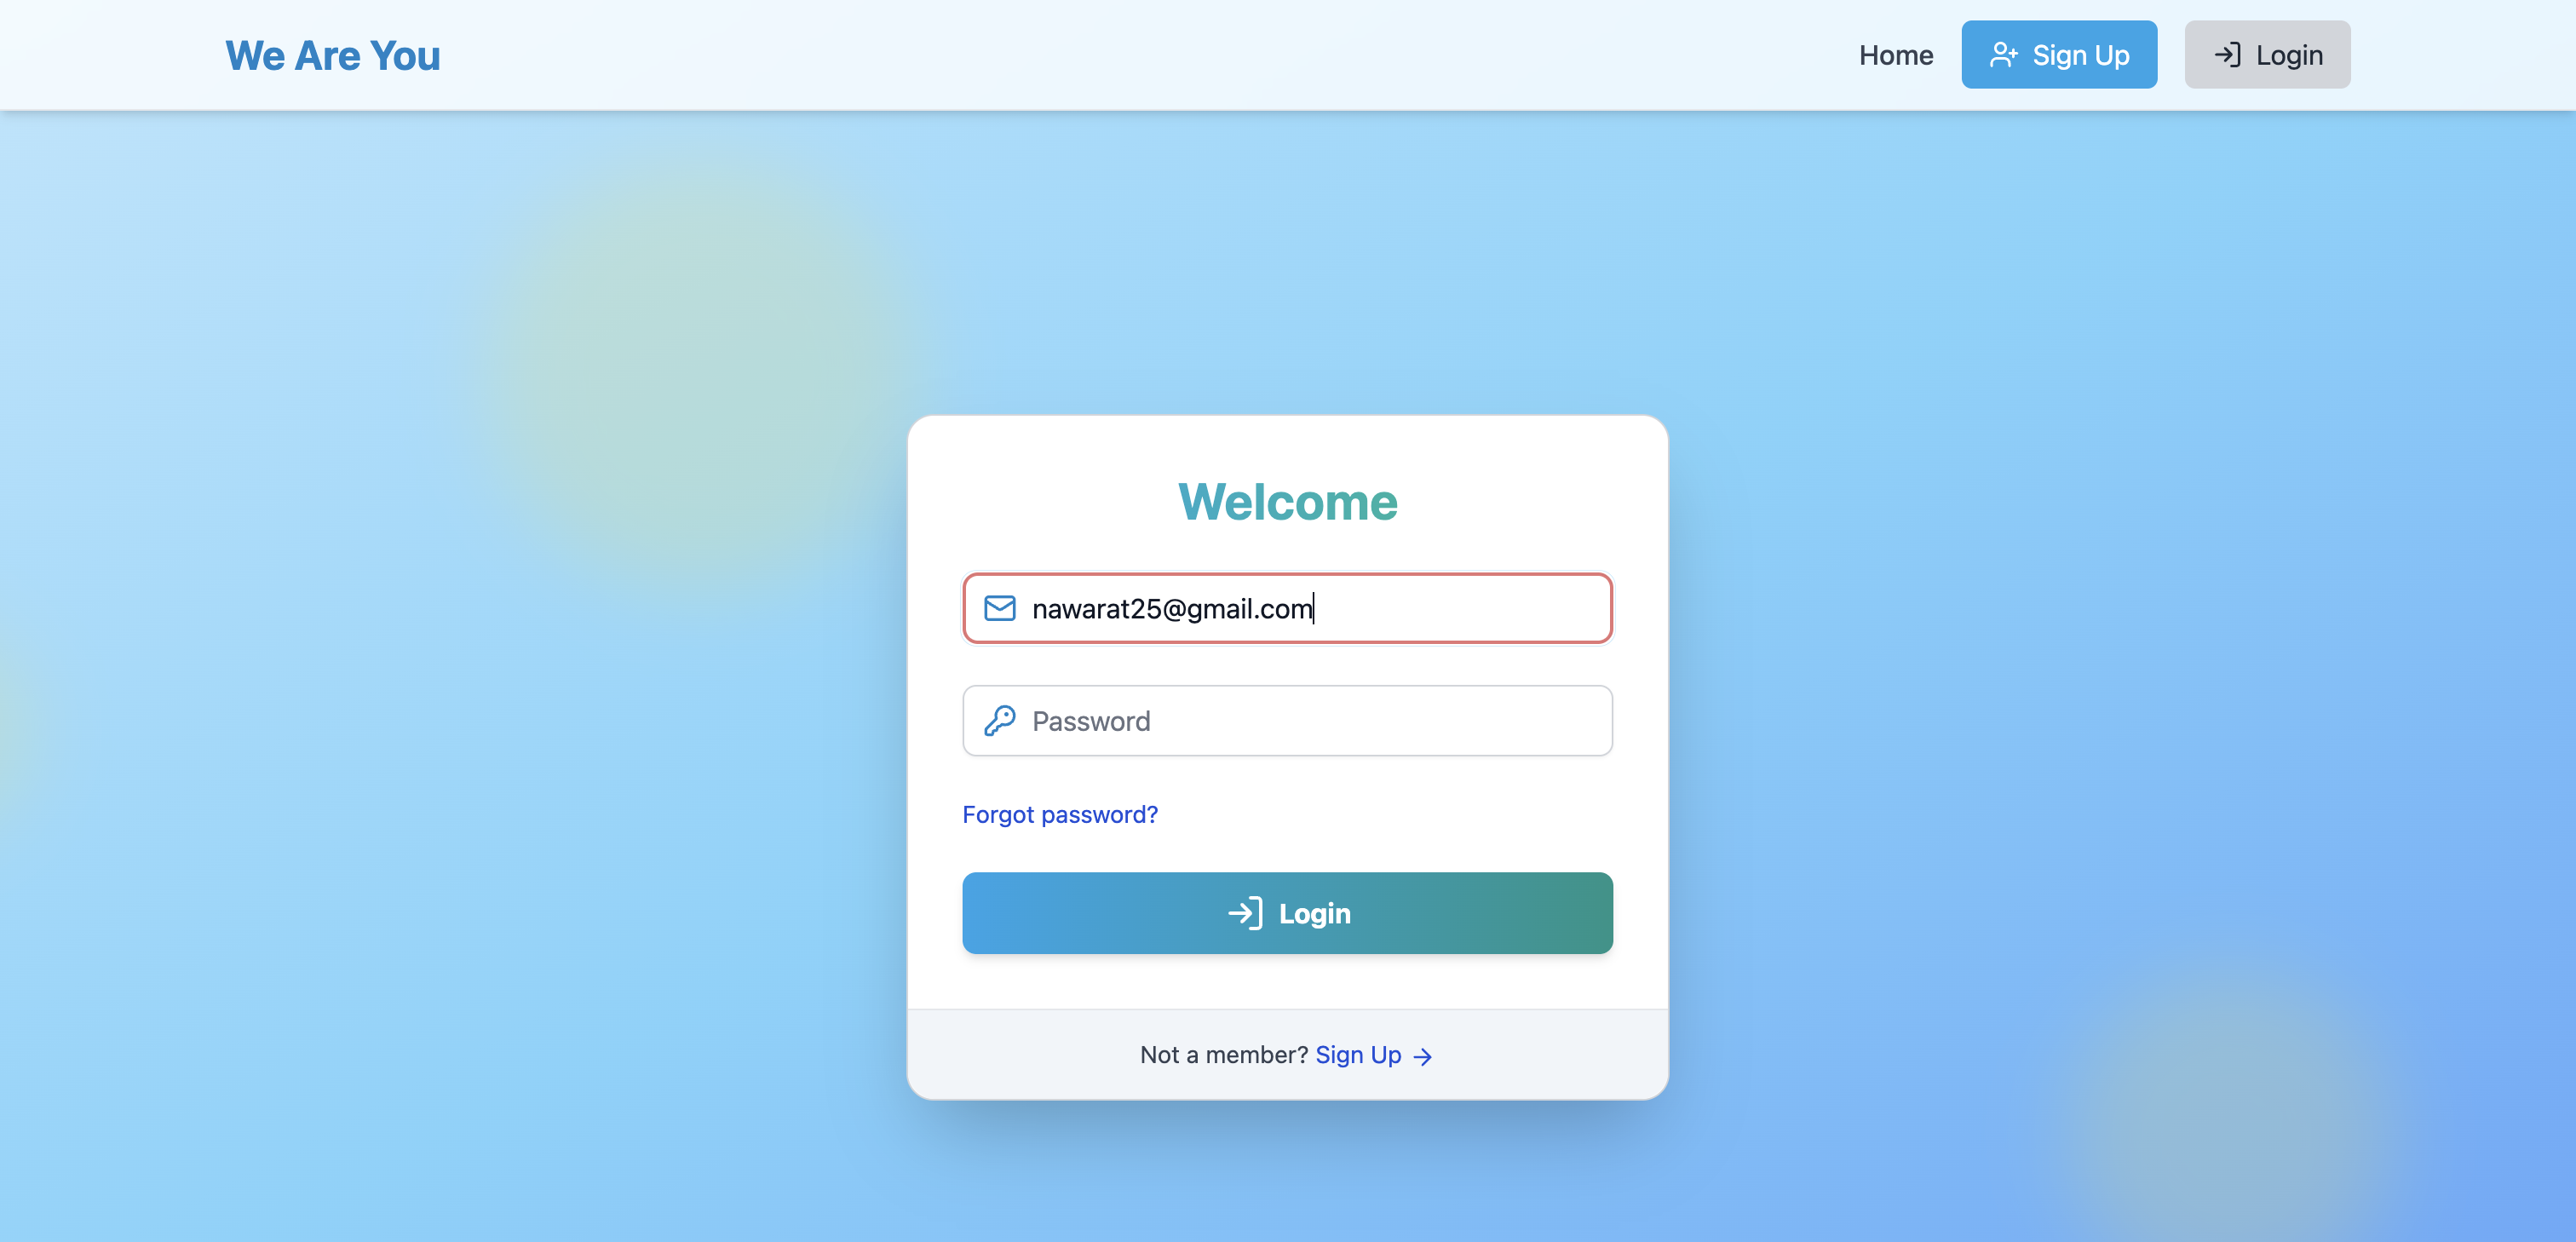 We Are You
Home
Sign Up
Login
Welcome
nawarat25@gmail.com
Password
Forgot password?
Login
Not a member? Sign Up →